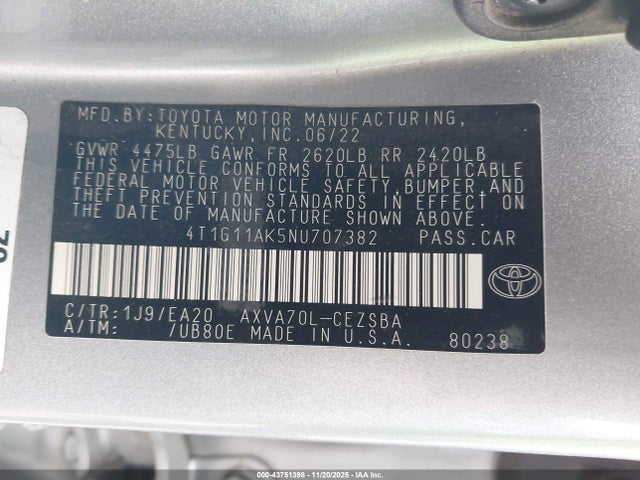 MFD.BY:TOYOTA MOTOR MANUFACTURING,
KENTUCKY,INC.06/22
GVWR 4475LB GAWR FR 2620LB RR 2420LB
THIS VEHICLE CONFORMS TO ALL APPLICABLE
FEDERAL MOTOR VEHICLE SAFETY,BUMPER,AND
THEFT PREVENTION STANDARDS IN EFFECT ON
THE DATE OF MANUFACTURE SHOWN ABOVE.
4T1G11AK5NU707382 PASS.CAR
C/TR:1J9/EA20 AXVA70L-CEZSBA
A/TM: /UB80E MADE IN U.S.A. 80238
000-43751398 - 11/20/2025 - IAAI.COM